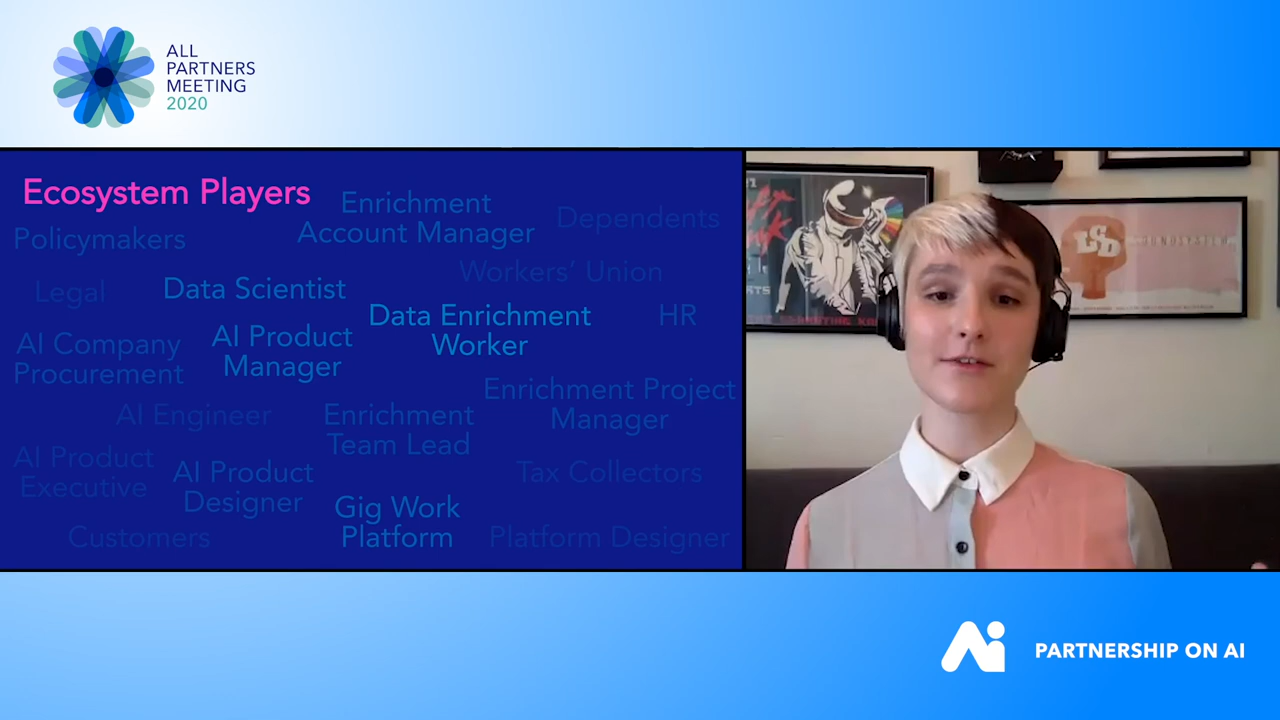 ALL
PARTNERS
MEETING
2020
Ecosystem Players
Enrichment
Account Manager
Dependents
Policymakers
Workers' Union
Legal
Data Scientist
Data Enrichment
Worker
HR
AI Company
Procurement
AI Product
Manager
Enrichment Project
Manager
AI Engineer
Enrichment
Team Lead
AI Product
Executive
AI Product
Designer
Tax Collectors
Gig Work
Platform
Customers
Platform Designer
LSD
SOUNDSYSTEM
PARTNERSHIP ON AI